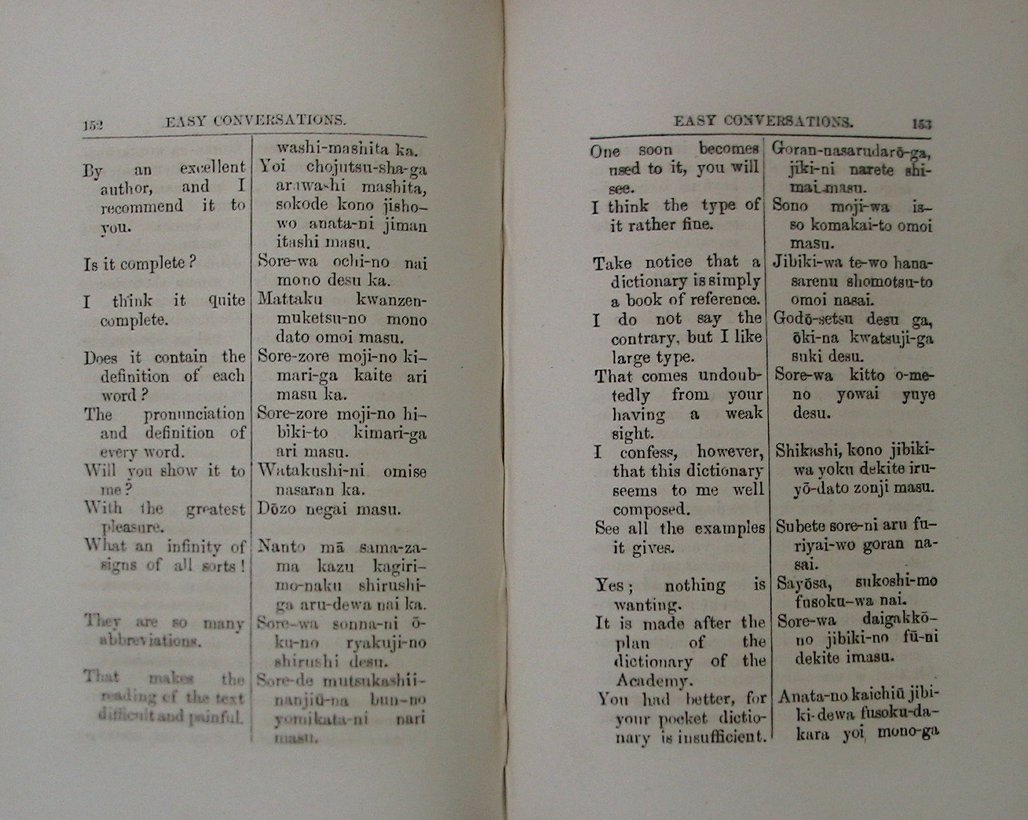 152 EASY CONVERSATIONS.
By an excellent
author, and I
recommend it to
you.
Is it complete ?
I think it quite
complete.
Does it contain the
definition of each
word ?
The pronunciation
and definition of
every word.
Will you show it to
me ?
With the greatest
pleasure.
What an infinity of
signs of all sorts !
They are so many
abbreviations.
That makes the
reading of the text
difficult and painful.
washi-mashita ka.
Yoi chojutsu-sha-ga
arawa-hi mashita,
sokode kono jisho-
wo anata-ni jiman
itashi masu.
Sore-wa ochi-no nai
mono desu ka.
Mattaku kwanzen-
muketsu-no mono
dato omoi masu.
Sore-zore moji-no ki-
mari-ga kaite ari
masu ka.
Sore-zore moji-no hi-
biki-to kimari-ga
ari masu.
Watakushi-ni omise
nasaran ka.
Dōzo negai masu.
Nanto mā sama-za-
ma kazu kagiri-
mo-naku shirushi-
ga aru-dewa nai ka.
Sore-wa sonna-ni ō-
ku-no ryakuji-no
shirushi desu.
Sore-de mutsukashii-
nanjiū-na bun-no
yomikata-ni nari
masu.
EASY CONVERSATIONS. 153
One soon becomes
used to it, you will
see.
I think the type of
it rather fine.
Take notice that a
dictionary is simply
a book of reference.
I do not say the
contrary, but I like
large type.
That comes undoub-
tedly from your
having a weak
sight.
I confess, however,
that this dictionary
seems to me well
composed.
See all the examples
it gives.
Yes ; nothing is
wanting.
It is made after the
plan of the
dictionary of the
Academy.
You had better, for
your pocket dictio-
nary is insufficient.
Goran-nasarudarō-ga,
jiki-ni narete shi-
mai masu.
Sono moji-wa is-
so komakai-to omoi
masu.
Jibiki-wa te-wo hana-
sarenu shomotsu-to
omoi nasai.
Godō-setsu desu ga,
ōki-na kwatsuji-ga
suki desu.
Sore-wa kitto o-me-
no yowai yuye
desu.
Shikashi, kono jibiki-
wa yoku dekite iru-
yō-dato zonji masu.
Subete sore-ni aru fu-
riyai-wo goran na-
sai.
Sayōsa, sukoshi-mo
fusoku-wa nai.
Sore-wa daigakkō-
no jibiki-no fū-ni
dekite imasu.
Anata-no kaichiū jibi-
ki-dewa fusoku-da-
kara yoi mono-ga